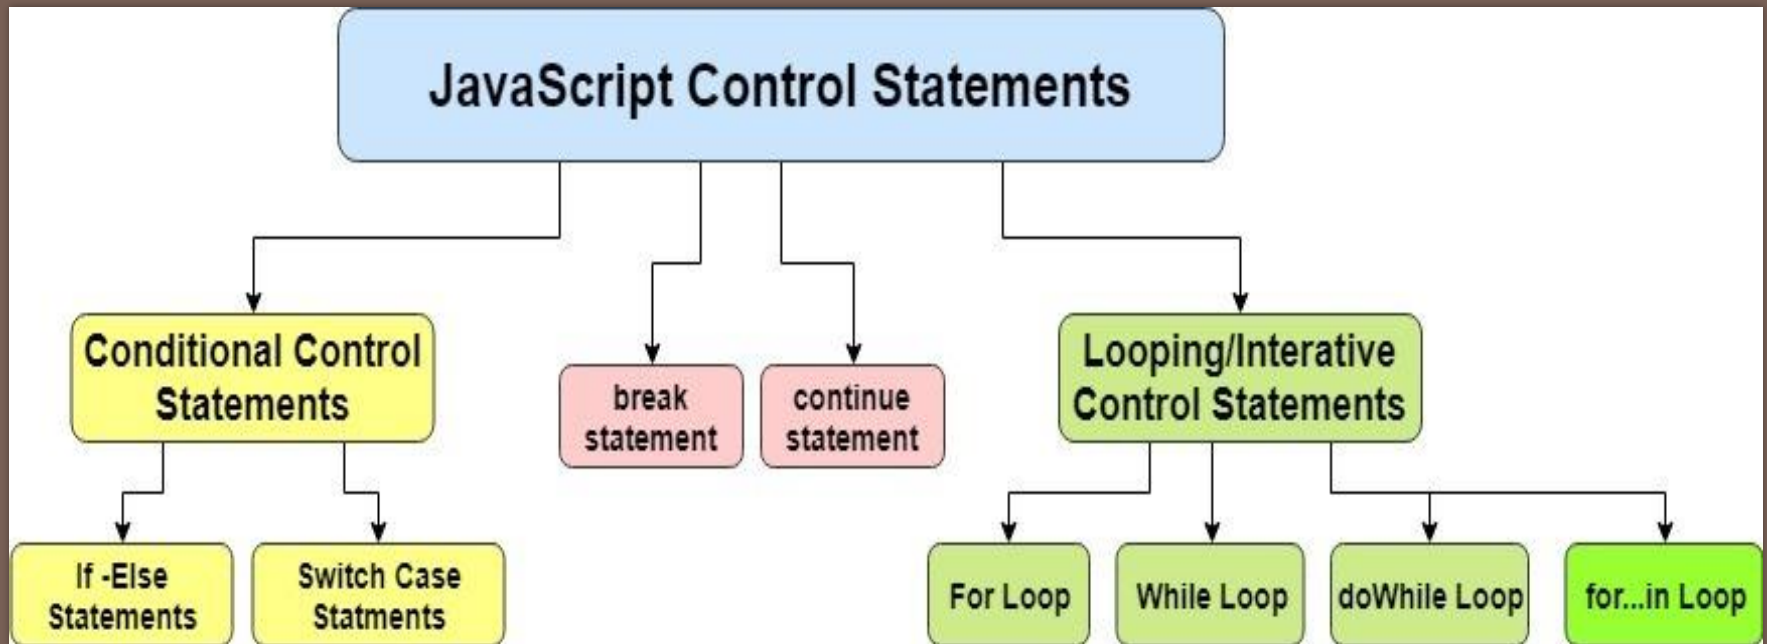 JavaScript Control Statements
Conditional Control
Statements
break
statement
continue
statement
Looping/Interative
Control Statements
If -Else
Statements
Switch Case
Statments
For Loop
While Loop
doWhile Loop
for...in Loop